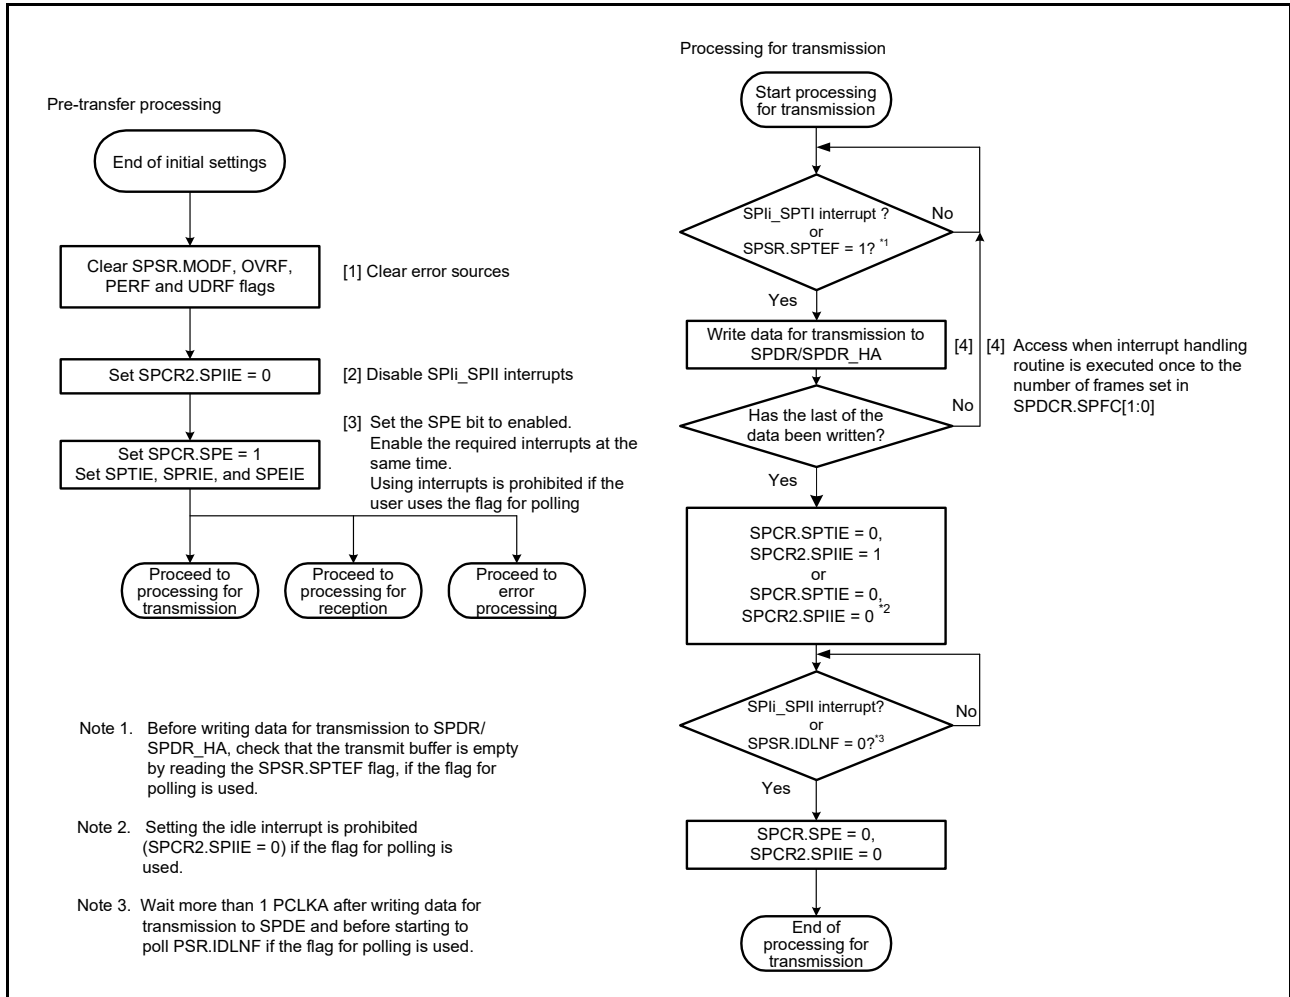 Pre-transfer processing
End of initial settings
Clear SPSR.MODF, OVRF,
PERF and UDRF flags
[1] Clear error sources
Set SPCR2.SPIIE = 0
[2] Disable SPIi_SPII interrupts
Set SPCR.SPE = 1
Set SPTIE, SPRIE, and SPEIE
[3] Set the SPE bit to enabled.
Enable the required interrupts at the
same time.
Using interrupts is prohibited if the
user uses the flag for polling
Proceed to
processing for
transmission
Proceed to
processing for
reception
Proceed to
error
processing
Note 1. Before writing data for transmission to SPDR/
SPDR_HA, check that the transmit buffer is empty
by reading the SPSR.SPTEF flag, if the flag for
polling is used.
Note 2. Setting the idle interrupt is prohibited
(SPCR2.SPIIE = 0) if the flag for polling is
used.
Note 3. Wait more than 1 PCLKA after writing data for
transmission to SPDE and before starting to
poll PSR.IDLNF if the flag for polling is used.
Processing for transmission
Start processing
for transmission
SPIi_SPTI interrupt ?
or
SPSR.SPTEF = 1? *1
No
Yes
Write data for transmission to
SPDR/SPDR_HA
[4]
[4] Access when interrupt handling
routine is executed once to the
number of frames set in
SPDCR.SPFC[1:0]
Has the last of the
data been written?
No
Yes
SPCR.SPTIE = 0,
SPCR2.SPIIE = 1
or
SPCR.SPTIE = 0,
SPCR2.SPIIE = 0 *2
SPIi_SPII interrupt?
or
SPSR.IDLNF = 0?*3
No
Yes
SPCR.SPE = 0,
SPCR2.SPIIE = 0
End of
processing for
transmission